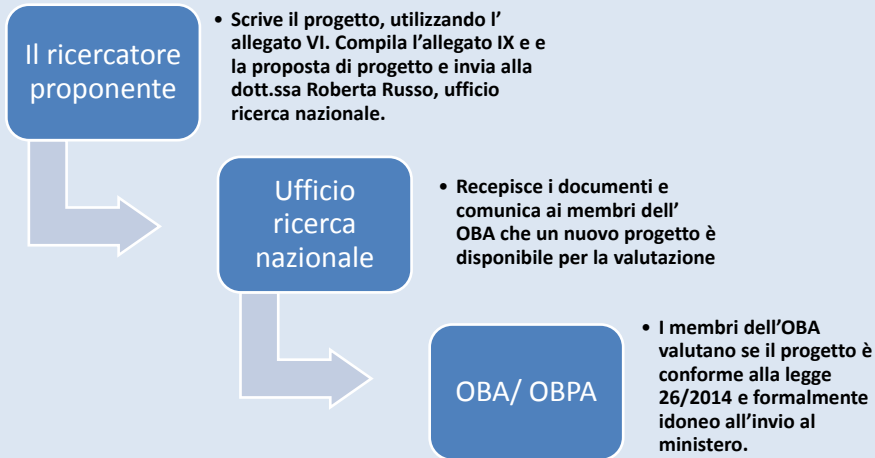 Il ricercatore
proponente
• Scrive il progetto, utilizzando l’
allegato VI. Compila l’allegato IX e e
la proposta di progetto e invia alla
dott.ssa Roberta Russo, ufficio
ricerca nazionale.
Ufficio
ricerca
nazionale
• Recepisce i documenti e
comunica ai membri dell’
OBA che un nuovo progetto è
disponibile per la valutazione
OBA/ OBPA
• I membri dell’OBA
valutano se il progetto è
conforme alla legge
26/2014 e formalmente
idoneo all’invio al
ministero.